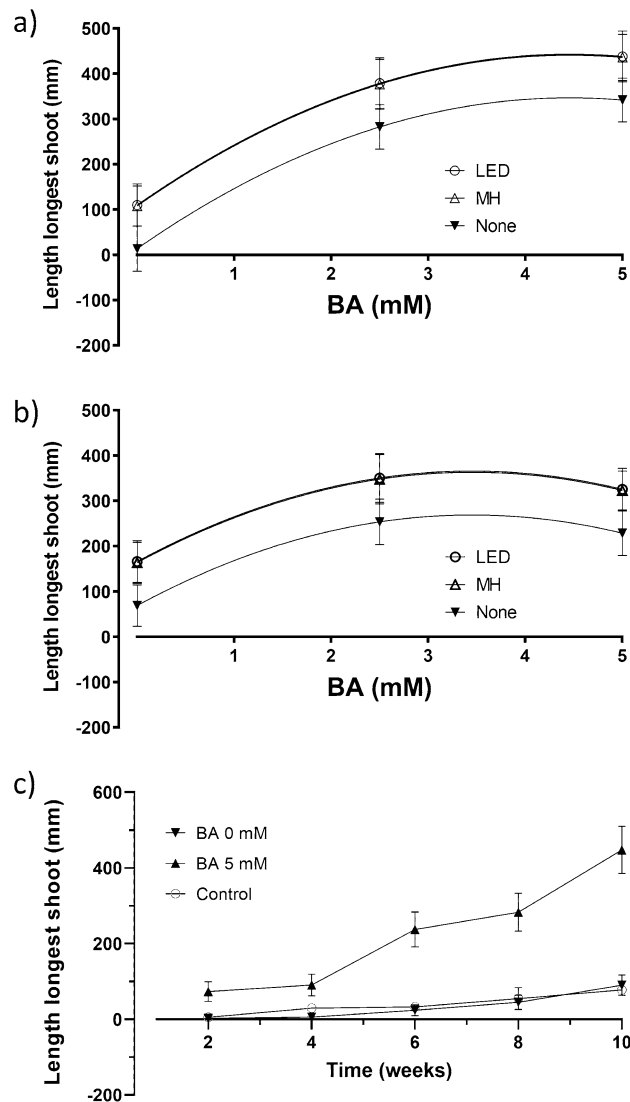 a)
Length longest shoot (mm)
500
400
300
200
100
0
-100
-200
1 2 3 4 5
BA (mM)
LED
MH
None
b)
Length longest shoot (mm)
500
400
300
200
100
0
-100
-200
1 2 3 4 5
BA (mM)
LED
MH
None
c)
Length longest shoot (mm)
600
400
200
0
-200
2 4 6 8 10
Time (weeks)
BA 0 mM
BA 5 mM
Control